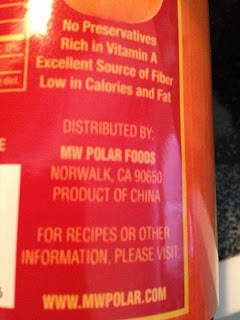 No Preservatives
Rich in Vitamin A
Excellent Source of Fiber
Low in Calories and Fat
0%
DISTRIBUTED BY:
MW POLAR FOODS
NORWALK, CA 90650
PRODUCT OF CHINA
FOR RECIPES OR OTHER
INFORMATION, PLEASE VISIT
WWW.MWPOLAR.COM